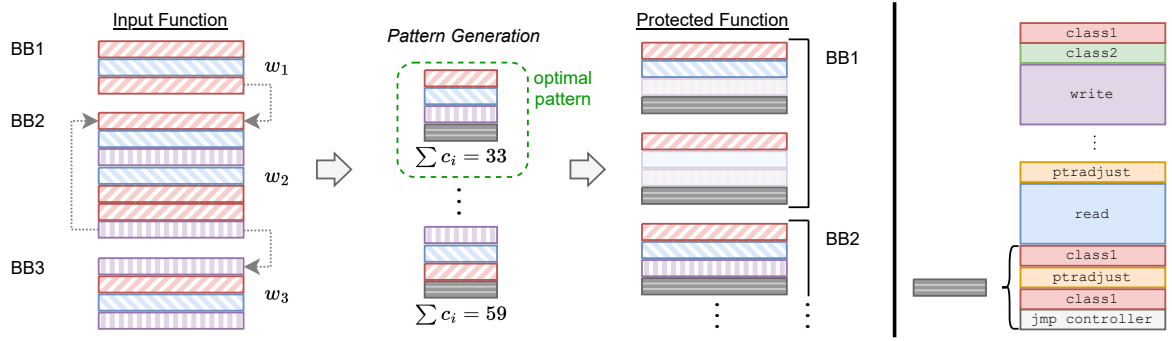 Input Function
BB1
w1
BB2
w2
BB3
w3
Pattern Generation
optimal
pattern
∑ ci = 33
⋮
∑ ci = 59
Protected Function
BB1
BB2
⋮
⋮
class1
class2
write
⋮
ptradjust
read
class1
ptradjust
class1
jmp controller